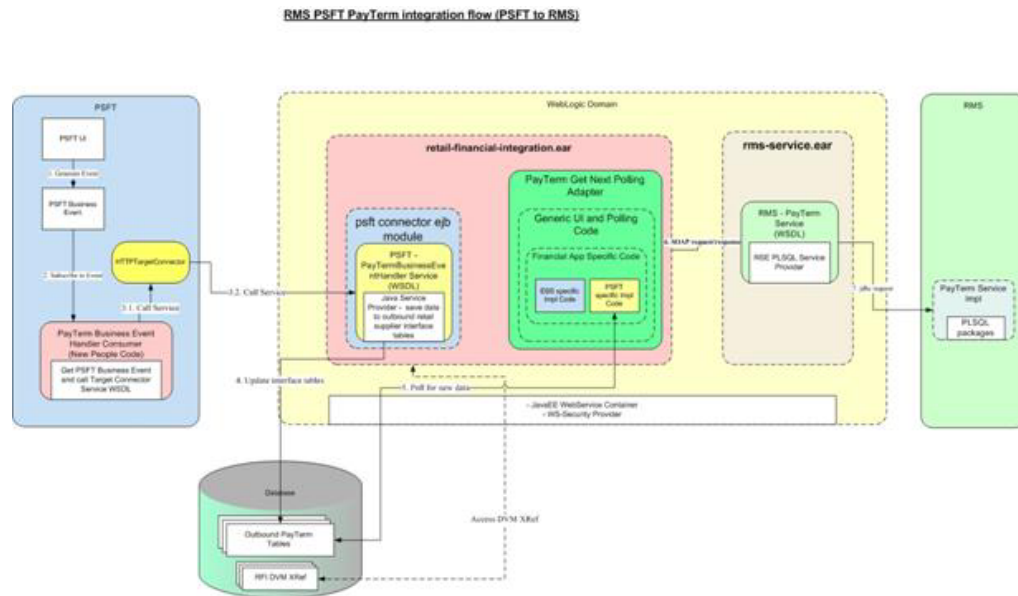 RMS PSFT PayTerm integration flow (PSFT to RMS)
PSFT
PSFT UI
1. Generate Event
PSFT Business
Event
2. Subscribe to Event
HTTPTargetConnector
3.1. Call Service
PayTerm Business Event
Handler Consumer
(New People Code)
Get PSFT Business Event
and call Target Connector
Service WSDL
3.2. Call Service
WebLogic Domain
retail-financial-integration.ear
psft connector ejb
module
PSFT -
PayTermBusinessEve
ntHandler Service
(WSDL)
Java Service
Provider - save data
to outbound retail
supplier interface
tables
PayTerm Get Next Polling
Adapter
Generic UI and Polling
Code
Financial App Specific Code
EBS specific
Impl Code
PSFT
specific Impl
Code
6. SOAP request/response
rms-service.ear
RMS - PayTerm
Service
(WSDL)
RSE PLSQL Service
Provider
RMS
PayTerm Service
Impl
PLSQL
packages
4. Update interface tables
5. Poll for new data
- JavaEE WebService Container
- WS-Security Provider
Database
Outbound PayTerm
Tables
RFI DVM XRef
Access DVM XRef